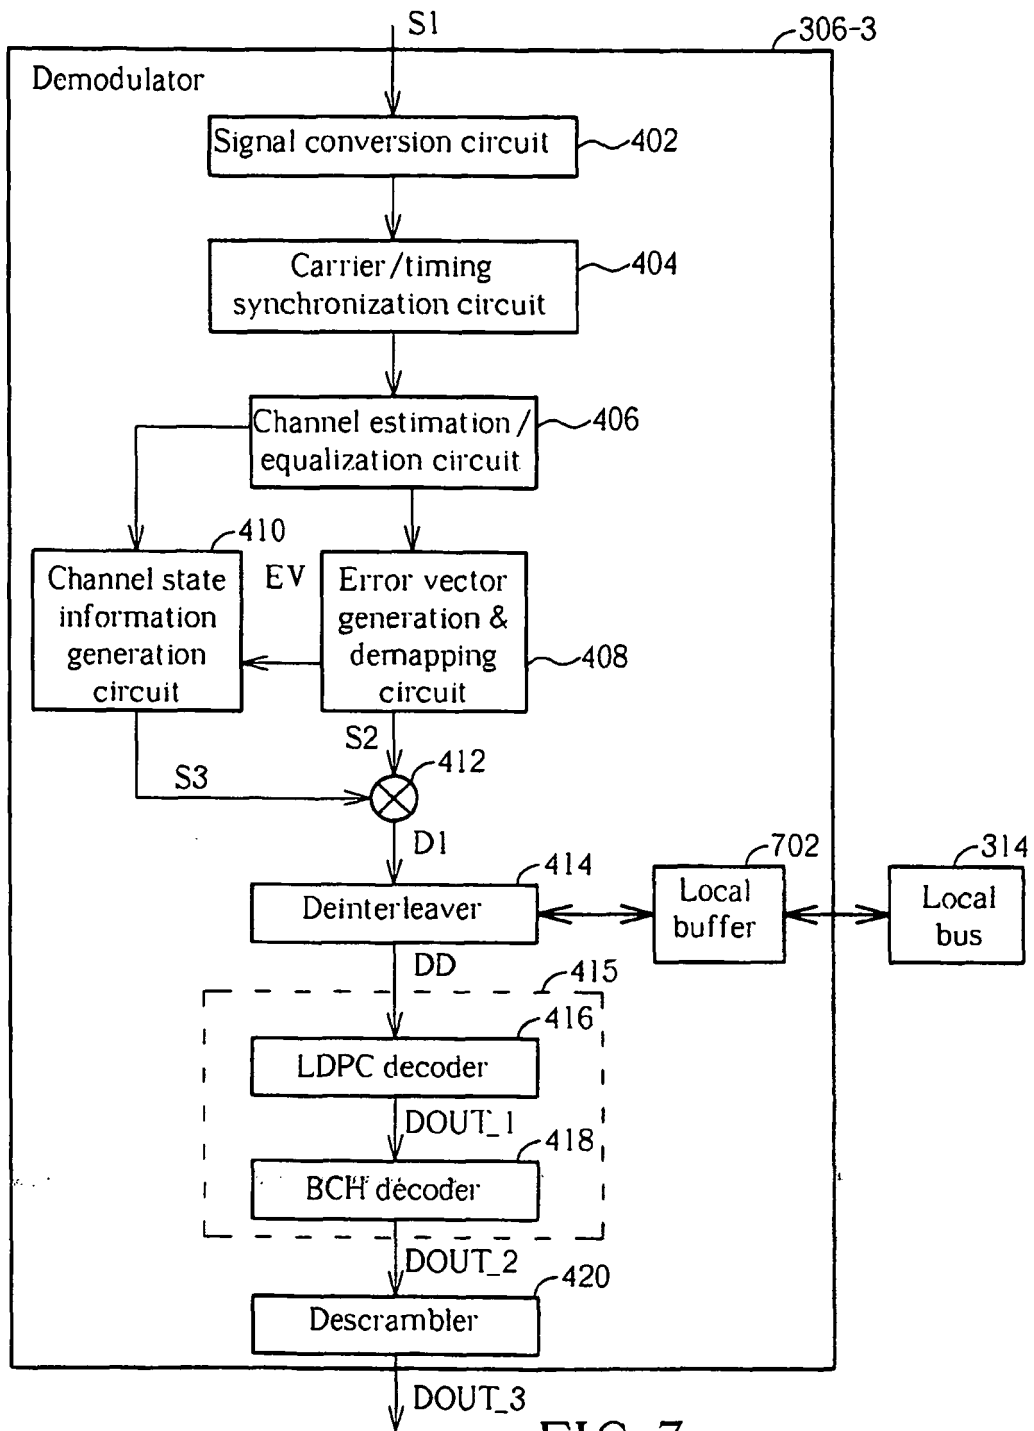 S1
306-3
Demodulator
Signal conversion circuit
402
Carrier/timing
synchronization circuit
404
Channel estimation/
equalization circuit
406
410
Channel state
information
generation
circuit
EV
Error vector
generation &
demapping
circuit
408
S2
412
S3
D1
414
Deinterleaver
702
Local
buffer
314
Local
bus
DD
415
416
LDPC decoder
DOUT_1
418
BCH decoder
DOUT_2
420
Descrambler
DOUT_3
FIG. 7